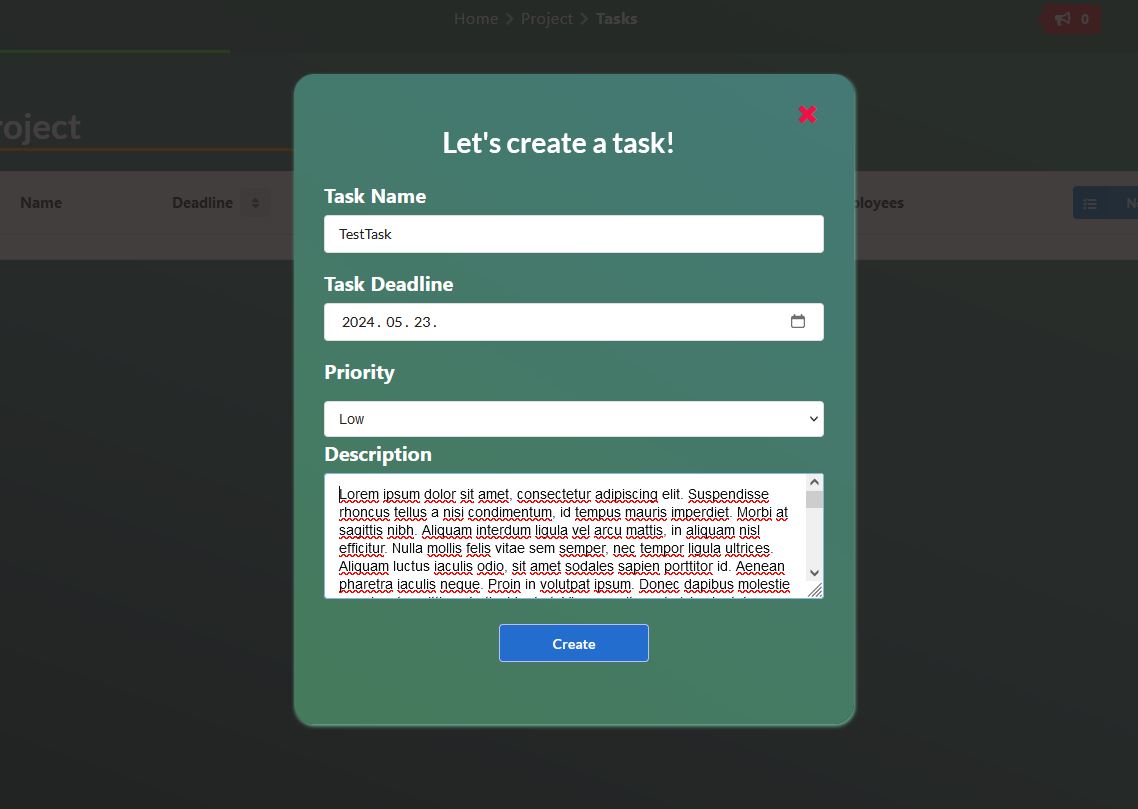 Home > Project > Tasks
0
roject
Name Deadline ployees
Let's create a task!
Task Name
TestTask
Task Deadline
2024. 05. 23.
Priority
Low
Description
Lorem ipsum dolor sit amet, consectetur adipiscing elit. Suspendisse
rhoncus tellus a nisi condimentum, id tempus mauris imperdiet. Morbi at
sagittis nibh. Aliquam interdum ligula vel arcu mattis, in aliquam nisl
efficitur. Nulla mollis felis vitae sem semper, nec tempor ligula ultrices.
Aliquam luctus iaculis odio, sit amet sodales sapien porttitor id. Aenean
pharetra iaculis neque. Proin in volutpat ipsum. Donec dapibus molestie
Create